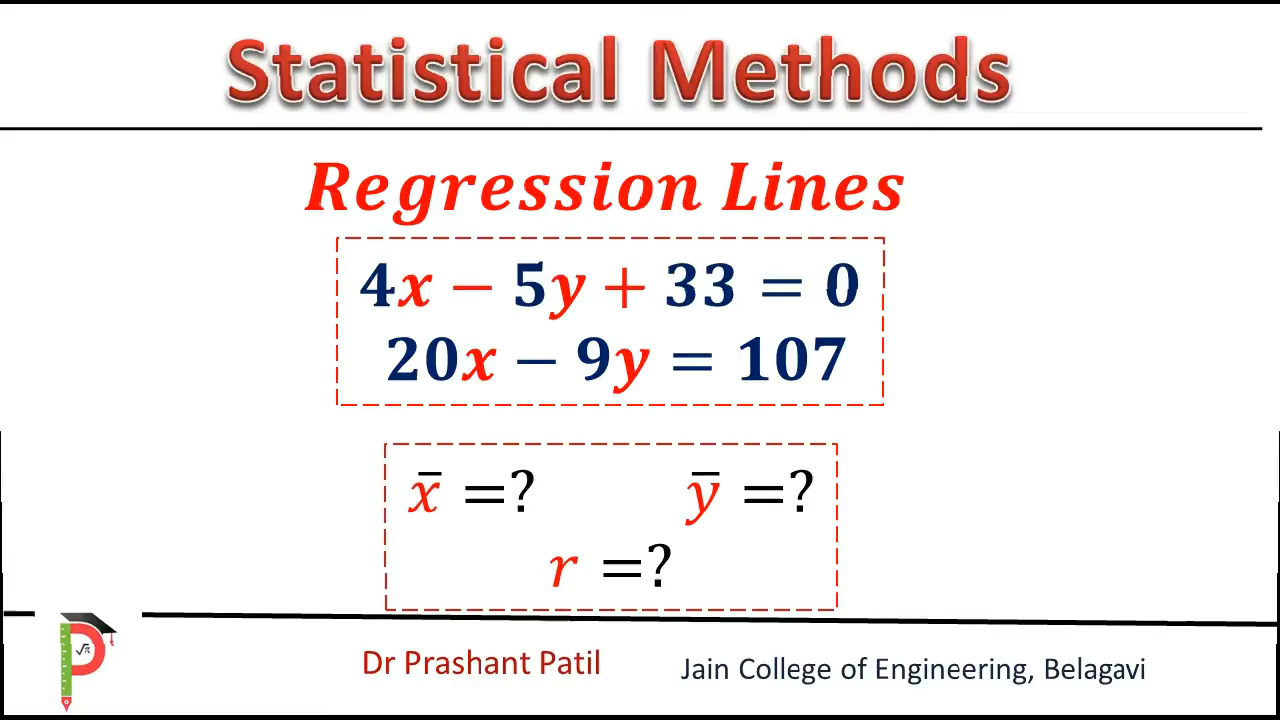 Statistical Methods
Regression Lines
4x − 5y + 33 = 0
20x − 9y = 107
x̄ =? ȳ =?
r =?
√π
Dr Prashant Patil Jain College of Engineering, Belagavi